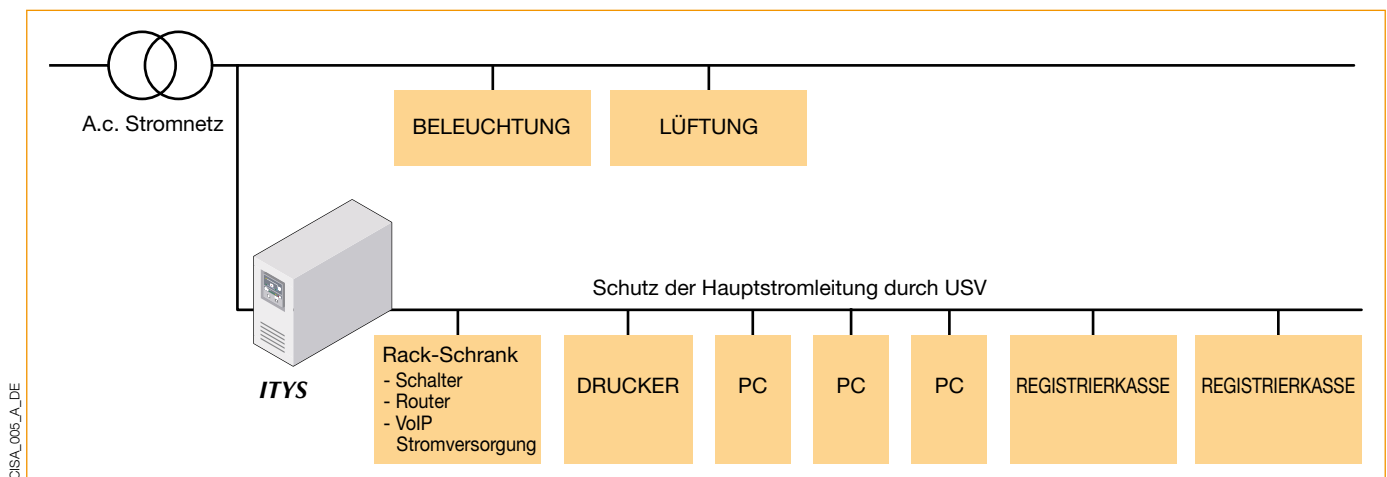 A.c. Stromnetz
BELEUCHTUNG
LÜFTUNG
Schutz der Hauptstromleitung durch USV
ITYS
Rack-Schrank
- Schalter
- Router
- VoIP
Stromversorgung
DRUCKER
PC
PC
PC
REGISTRIERKASSE
REGISTRIERKASSE
CISA_005_A_DE